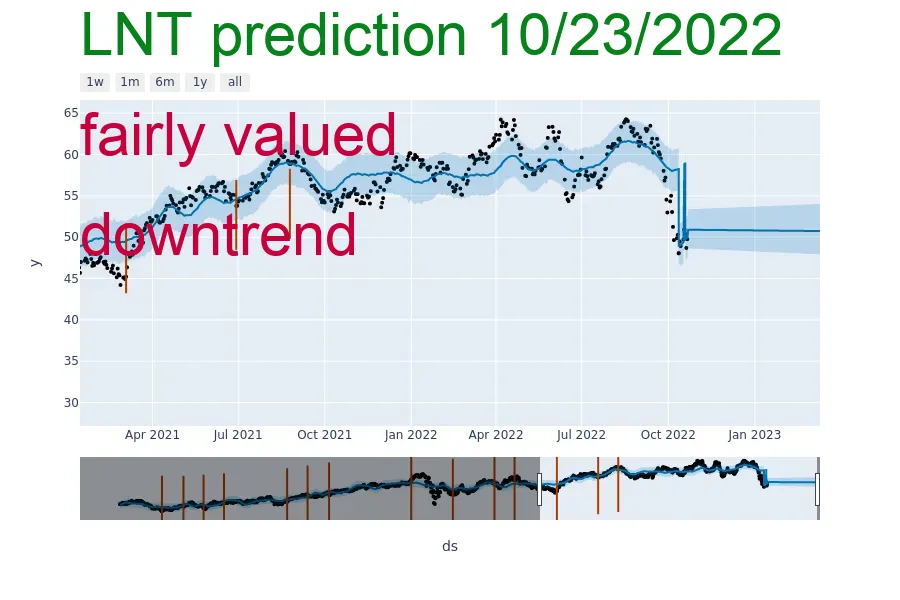 LNT prediction 10/23/2022
1w 1m 6m 1y all
fairly valued
downtrend
65
60
55
50
45
40
35
30
y
Apr 2021 Jul 2021 Oct 2021 Jan 2022 Apr 2022 Jul 2022 Oct 2022 Jan 2023
ds